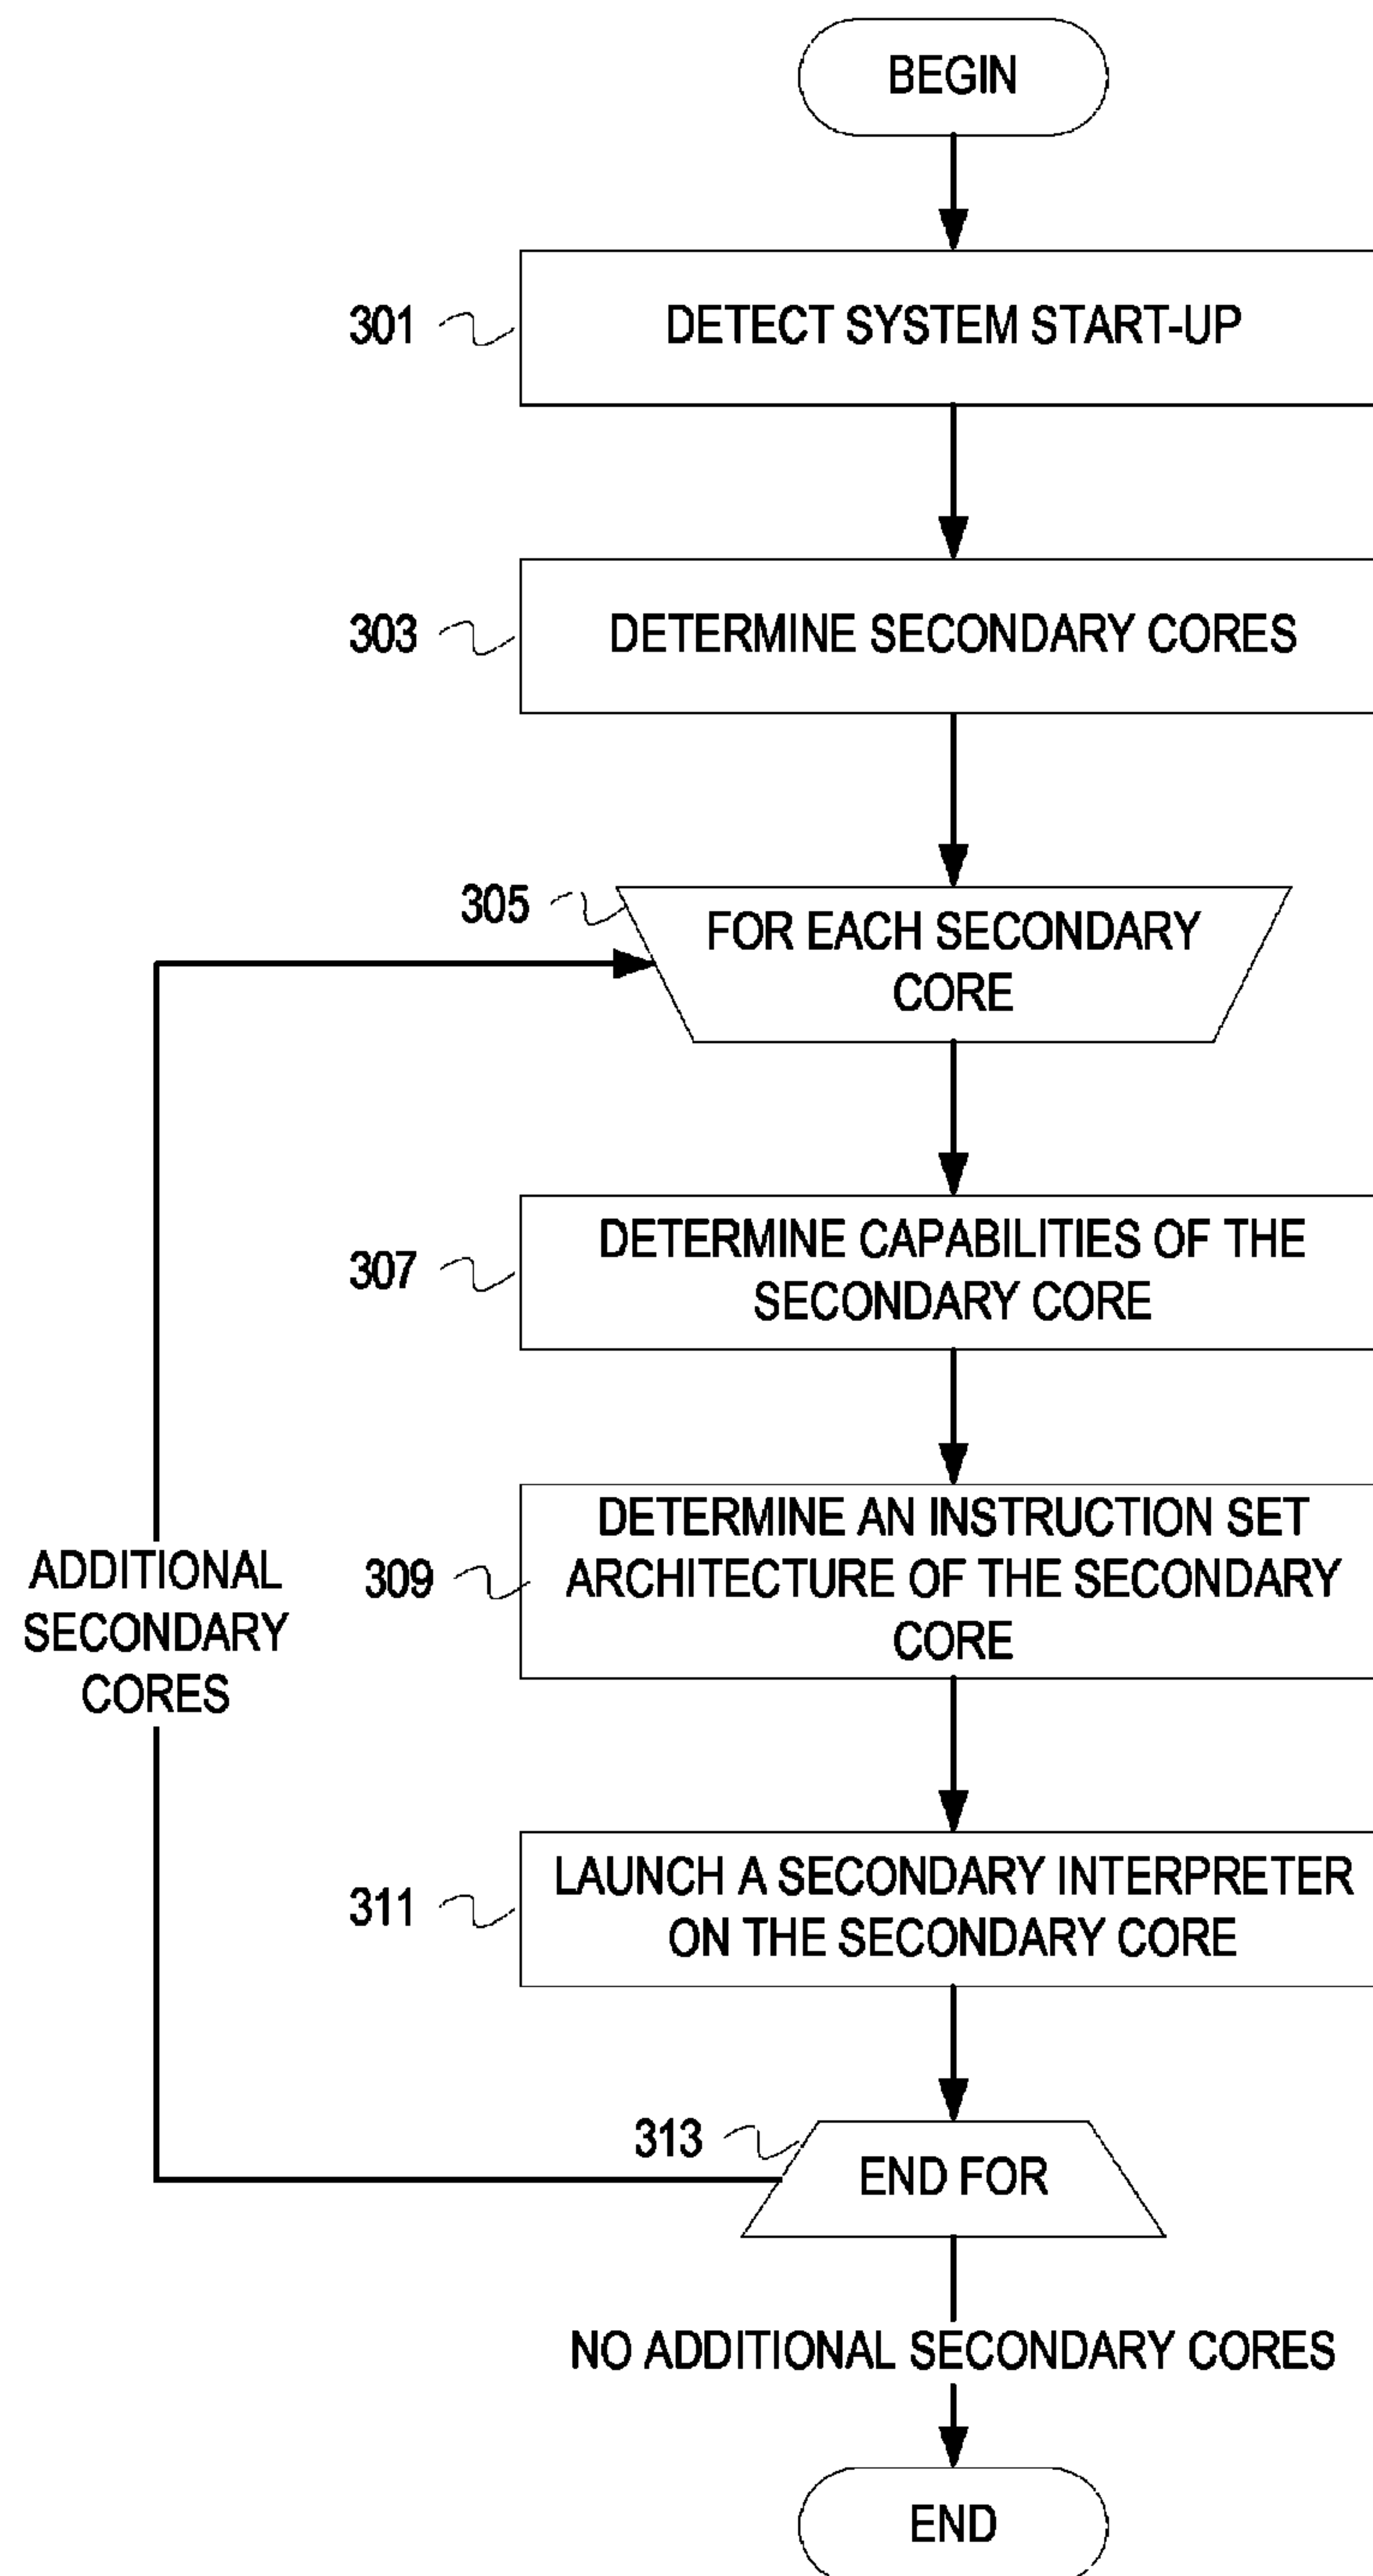 BEGIN
301
DETECT SYSTEM START-UP
303
DETERMINE SECONDARY CORES
305
FOR EACH SECONDARY
CORE
307
DETERMINE CAPABILITIES OF THE
SECONDARY CORE
309
DETERMINE AN INSTRUCTION SET
ARCHITECTURE OF THE SECONDARY
CORE
ADDITIONAL
SECONDARY
CORES
311
LAUNCH A SECONDARY INTERPRETER
ON THE SECONDARY CORE
313
END FOR
NO ADDITIONAL SECONDARY CORES
END